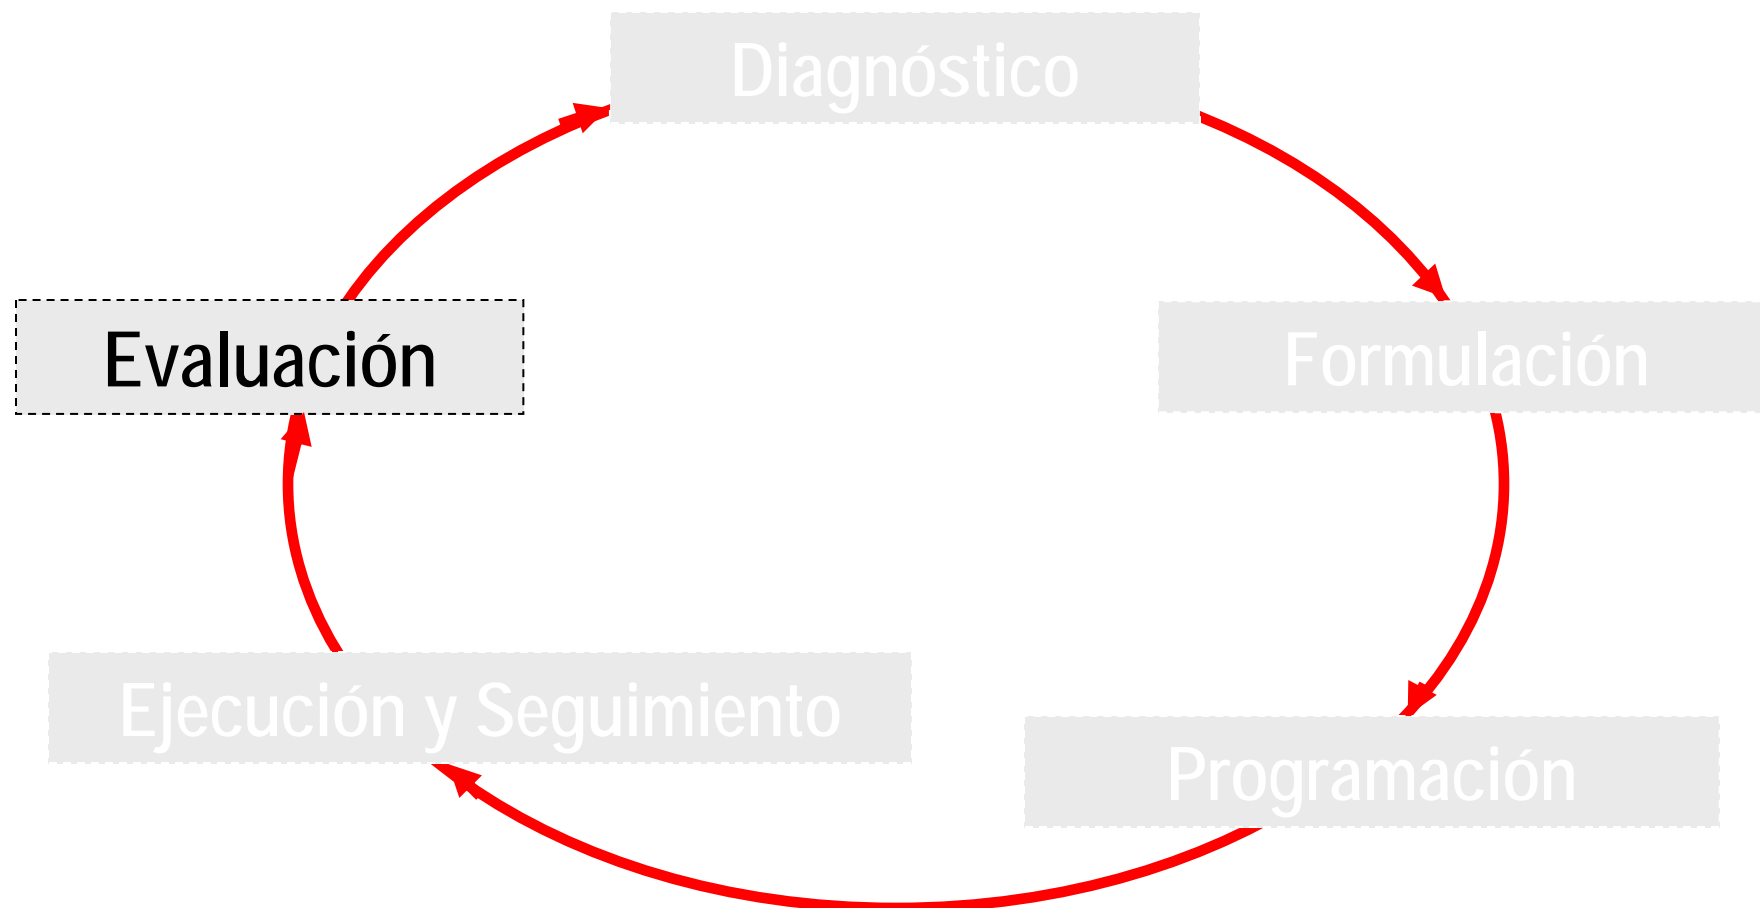 Diagnóstico
Evaluación
Formulación
Ejecución y Seguimiento
Programación